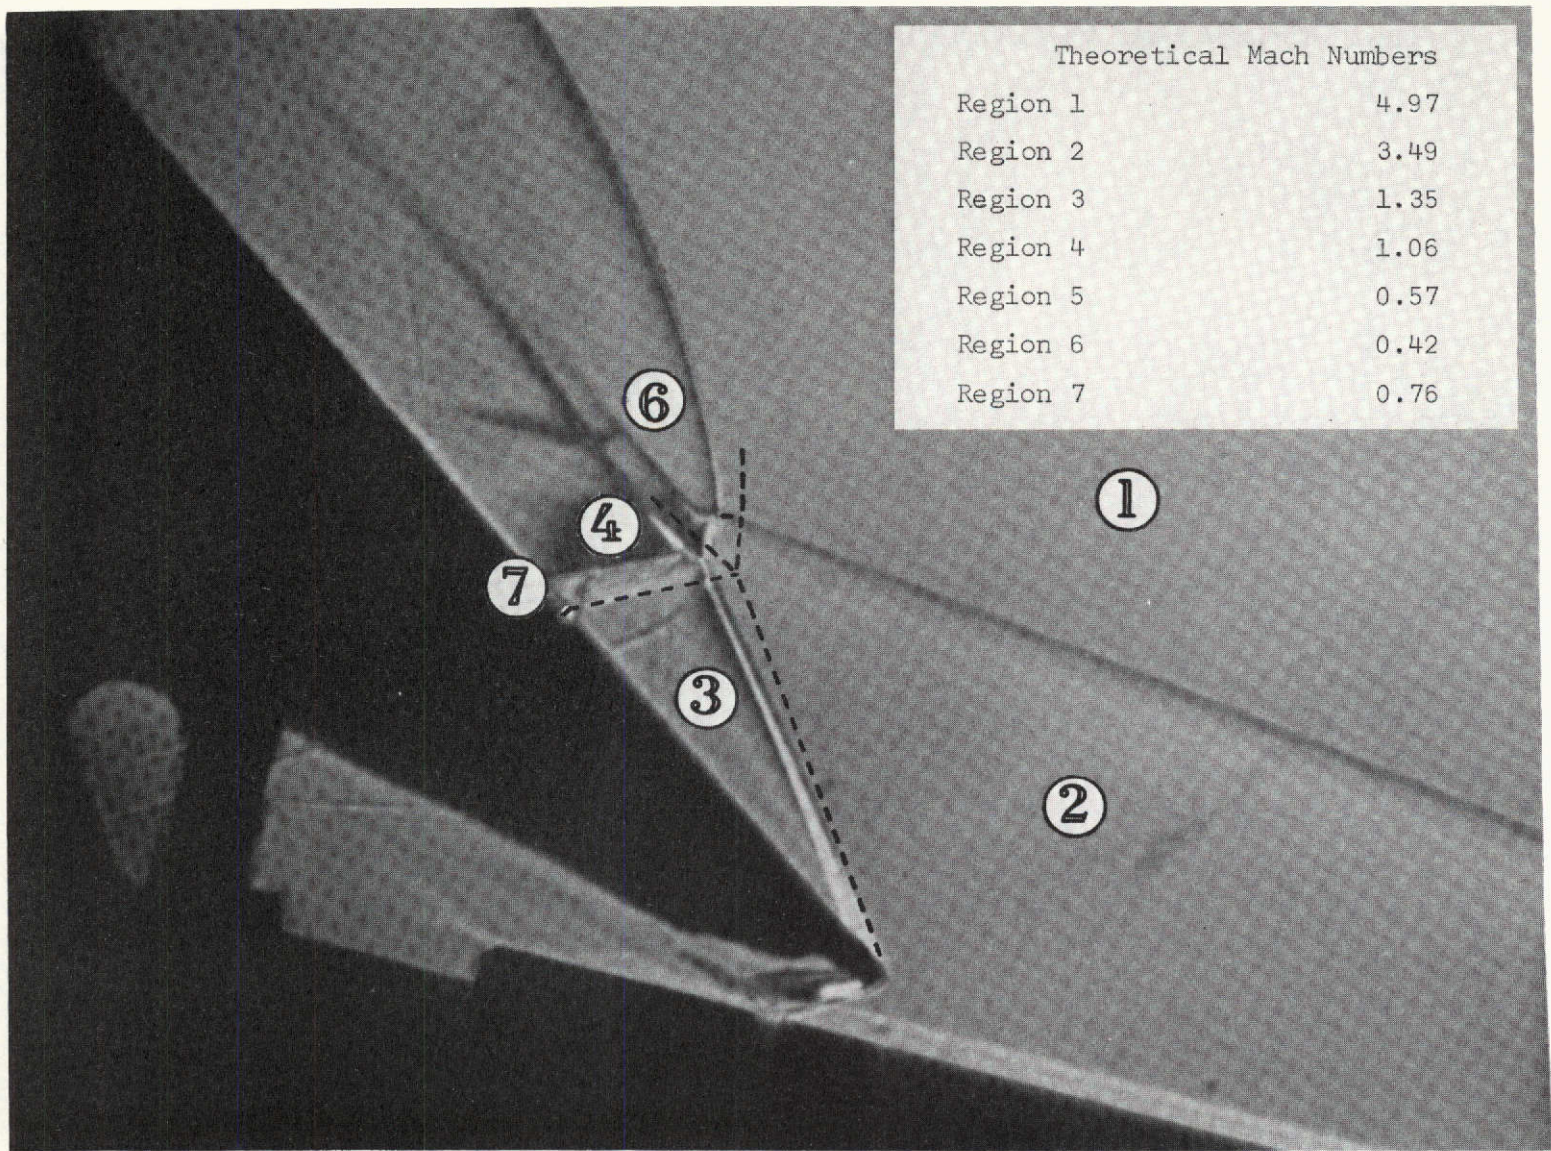 Theoretical Mach Numbers
Region 1 4.97
Region 2 3.49
Region 3 1.35
Region 4 1.06
Region 5 0.57
Region 6 0.42
Region 7 0.76
6
1
4
7
3
2